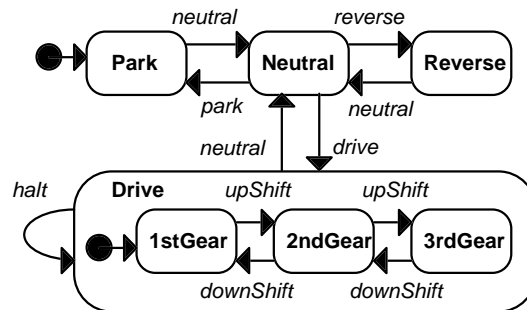 neutral reverse
Park Neutral Reverse
park neutral
neutral drive
halt Drive upShift upShift
1stGear 2ndGear 3rdGear
downShift downShift